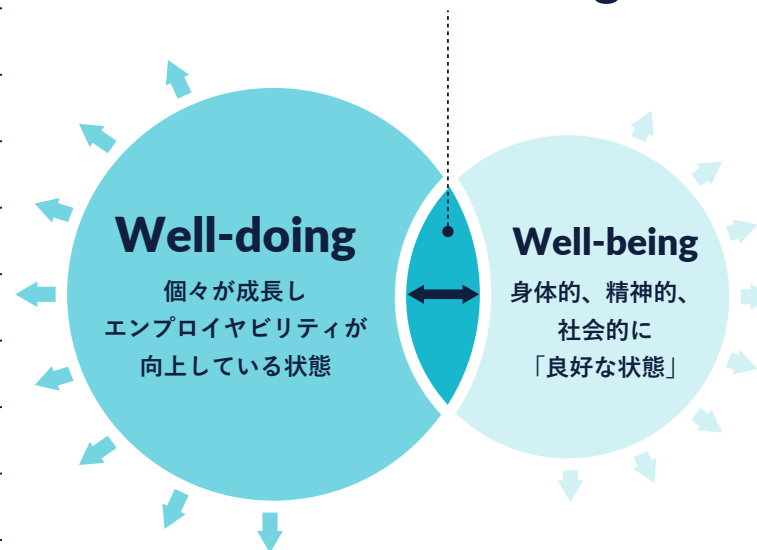 Well-doing
個々が成長し
エンプロイヤビリティが
向上している状態
Well-being
身体的、精神的、
社会的に
「良好な状態」